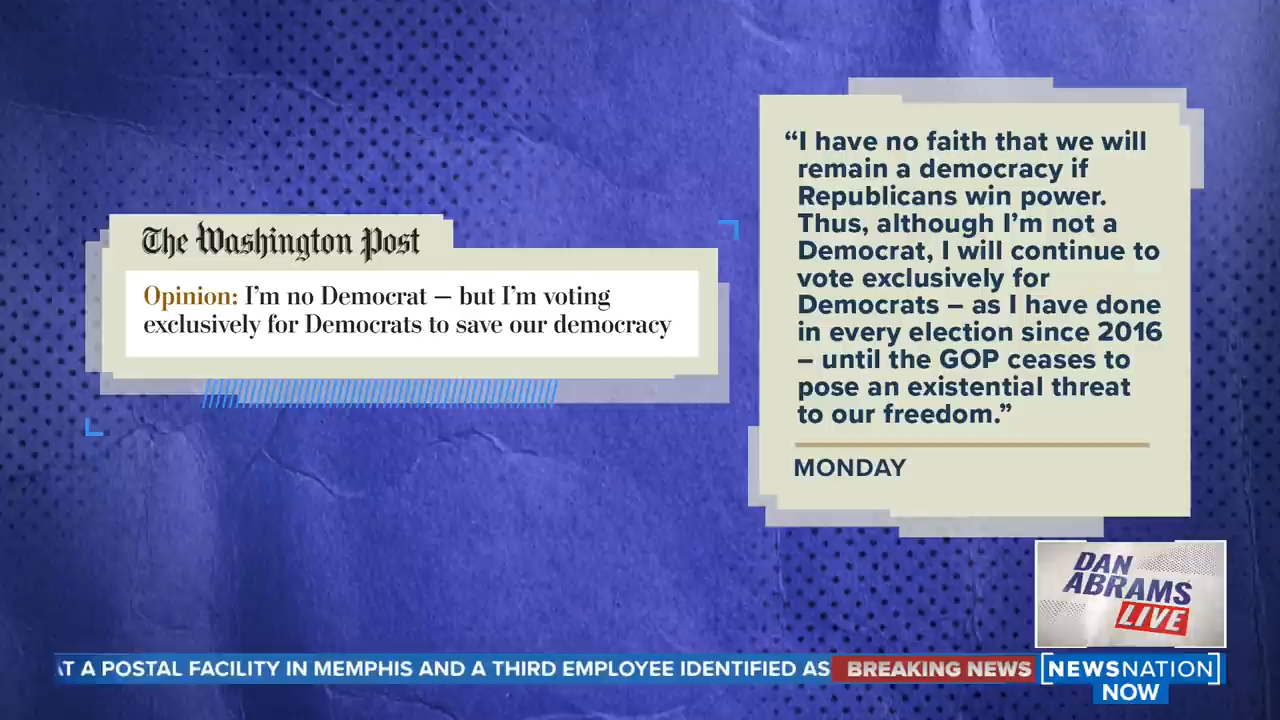 The Washington Post
Opinion: I'm no Democrat – but I'm voting
exclusively for Democrats to save our democracy
“I have no faith that we will
remain a democracy if
Republicans win power.
Thus, although I’m not a
Democrat, I will continue to
vote exclusively for
Democrats – as I have done
in every election since 2016
– until the GOP ceases to
pose an existential threat
to our freedom.”
MONDAY
DAN
ABRAMS
LIVE
AT A POSTAL FACILITY IN MEMPHIS AND A THIRD EMPLOYEE IDENTIFIED AS
BREAKING NEWS
NEWSNATION
NOW